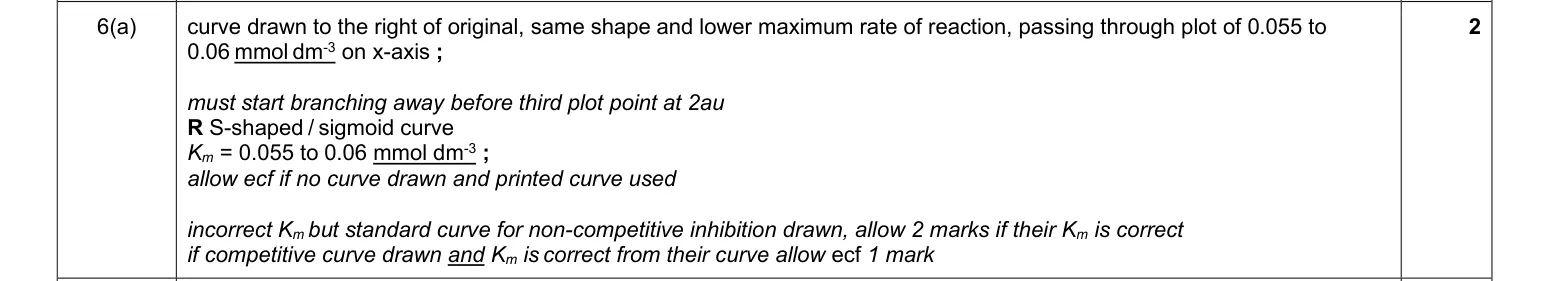 6(a)
curve drawn to the right of original, same shape and lower maximum rate of reaction, passing through plot of 0.055 to
0.06 mmol dm-3 on x-axis ;
2
must start branching away before third plot point at 2au
R S-shaped / sigmoid curve
Km = 0.055 to 0.06 mmol dm-3 ;
allow ecf if no curve drawn and printed curve used
incorrect Km but standard curve for non-competitive inhibition drawn, allow 2 marks if their Km is correct
if competitive curve drawn and Km is correct from their curve allow ecf 1 mark